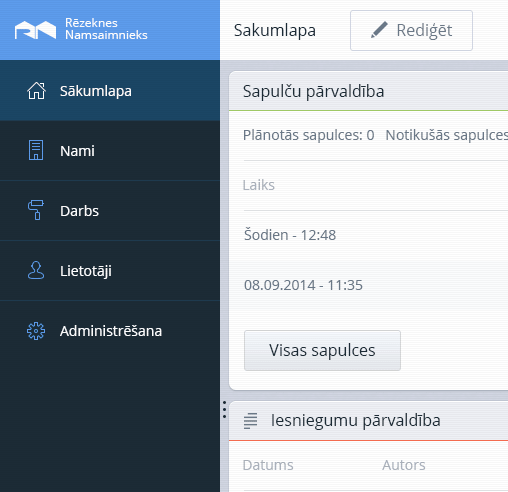 Rēzeknes
Namsaimnieks
Sākumlapa
Nami
Darbs
Lietotāji
Administrēšana
Sakumlapa
Rediģēt
Sapulču pārvaldība
Plānotās sapulces: 0 Notikušās sapulces
Laiks
Šodien - 12:48
08.09.2014 - 11:35
Visas sapulces
Iesniegumu pārvaldība
Datums Autors